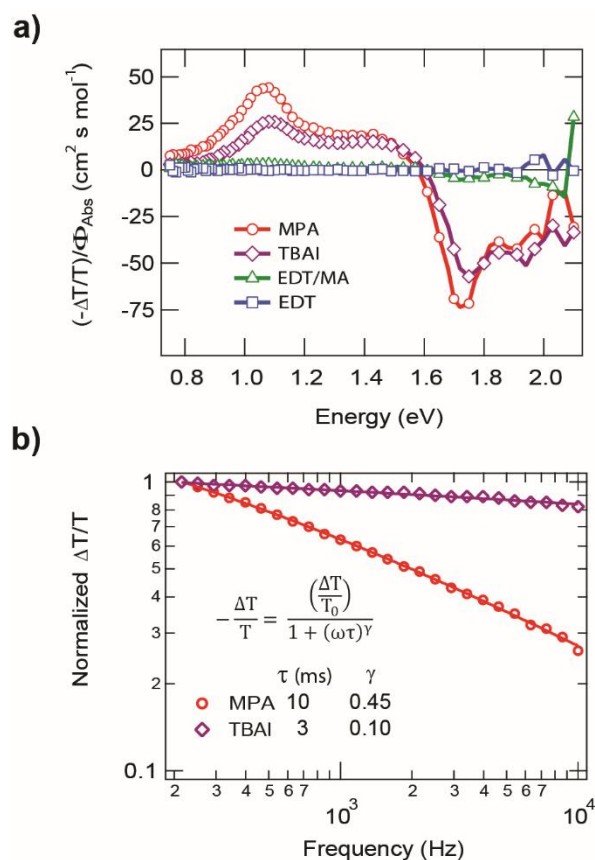 a)
(-ΔT/T)/Φ_Abs (cm² s mol⁻¹)
50
25
0
-25
-50
-75
MPA
TBAI
EDT/MA
EDT
0.8 1.0 1.2 1.4 1.6 1.8 2.0
Energy (eV)
b)
Normalized ΔT/T
1
8
7
6
5
4
3
2
0.1
-ΔT/T = (ΔT/T₀)/(1 + (ωτ)^γ)
τ (ms) γ
MPA 10 0.45
TBAI 3 0.10
2 3 4 5 6 7 10³ 2 3 4 5 6 7 10⁴
Frequency (Hz)